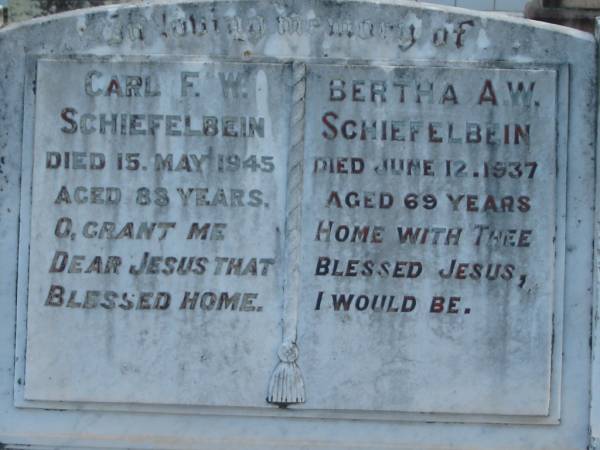 In loving memory of
CARL F. W.
SCHIEFELBEIN
DIED 15. MAY 1945
AGED 83 YEARS.
O, GRANT ME
DEAR JESUS THAT
BLESSED HOME.
BERTHA A.W.
SCHIEFELBEIN
DIED JUNE 12.1937
AGED 69 YEARS
HOME WITH THEE
BLESSED JESUS,
I WOULD BE.